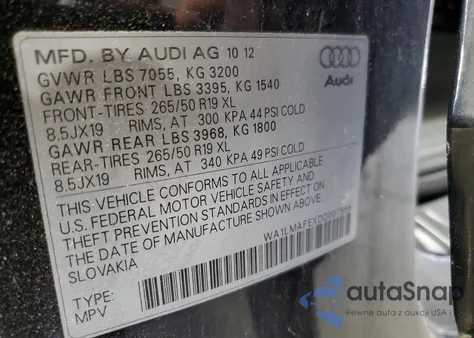 MFD. BY AUDI AG 10 12
GVWR LBS 7055, KG 3200
GAWR FRONT LBS 3395, KG 1540
FRONT-TIRES 265/50 R19 XL
8.5JX19 RIMS, AT 300 KPA 44 PSI COLD
GAWR REAR LBS 3968, KG 1800
REAR-TIRES 265/50 R19 XL
8.5JX19 RIMS, AT 340 KPA 49 PSI COLD
Audi
THIS VEHICLE CONFORMS TO ALL APPLICABLE
U.S. FEDERAL MOTOR VEHICLE SAFETY AND
THEFT PREVENTION STANDARDS IN EFFECT ON
THE DATE OF MANUFACTURE SHOWN ABOVE.
SLOVAKIA
TYPE:
MPV
autoSnap
Pewne auta z aukcji w USA